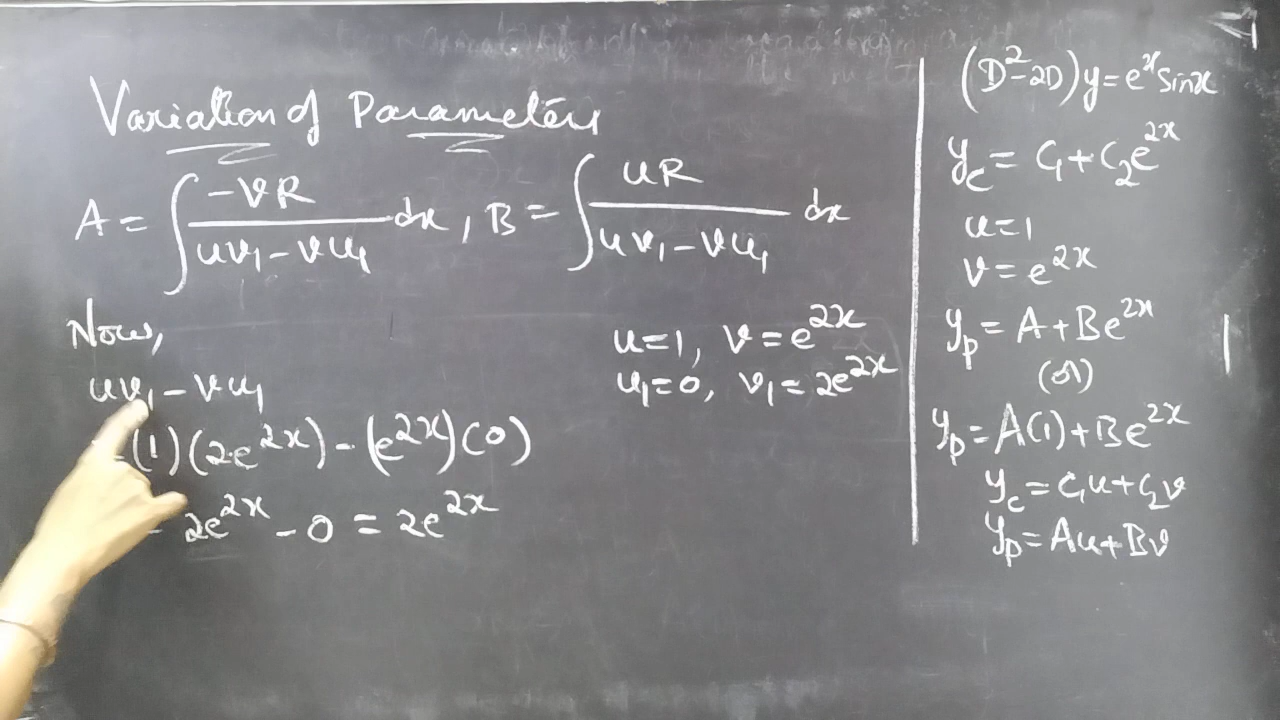 Variation of Parameters
A = ∫ -vR / (uv₁ - vu₁) dx, B = ∫ uR / (uv₁ - vu₁) dx
Now,
uv₁ - vu₁
(1)(2e^{2x}) - (e^{2x})(0)
= 2e^{2x} - 0 = 2e^{2x}
u=1, v = e^{2x}
u₁=0, v₁ = 2e^{2x}
(D² - 2D)y = eˣ sinx
y_c = C₁ + C₂e^{2x}
u=1
v = e^{2x}
y_p = A + Be^{2x}
(or)
y_p = A(1) + Be^{2x}
y_c = C₁u + C₂v
y_p = Au + Bv